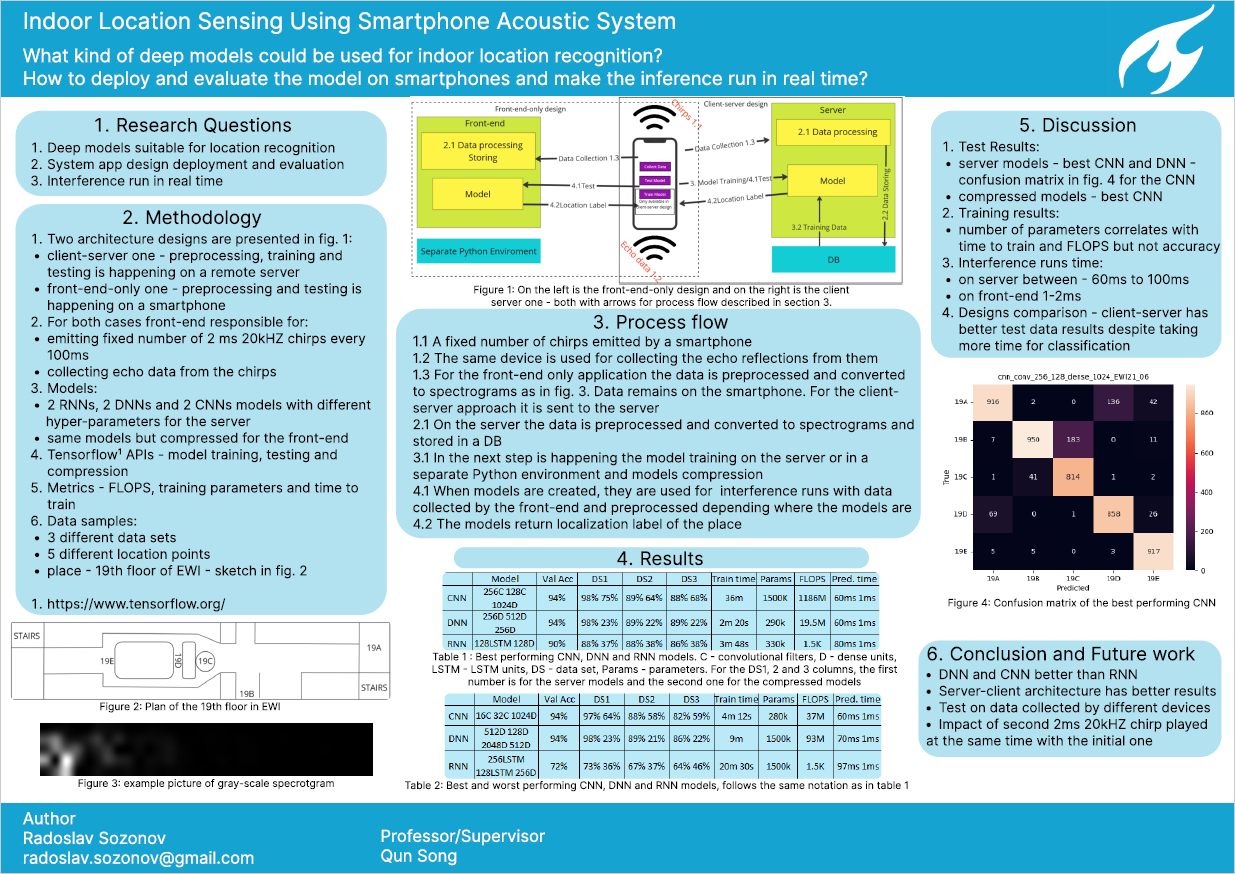 Indoor Location Sensing Using Smartphone Acoustic System
What kind of deep models could be used for indoor location recognition?
How to deploy and evaluate the model on smartphones and make the inference run in real time?
1. Research Questions
1. Deep models suitable for location recognition
2. System app design deployment and evaluation
3. Interference run in real time
2. Methodology
1. Two architecture designs are presented in fig. 1:
• client-server one - preprocessing, training and
testing is happening on a remote server
• front-end-only one - preprocessing and testing is
happening on a smartphone
2. For both cases front-end responsible for:
• emitting fixed number of 2 ms 20kHZ chirps every
100ms
• collecting echo data from the chirps
3. Models:
• 2 RNNs, 2 DNNs and 2 CNNs models with different
hyper-parameters for the server
• same models but compressed for the front-end
4. Tensorflow¹ APIs - model training, testing and
compression
5. Metrics - FLOPS, training parameters and time to
train
6. Data samples:
• 3 different data sets
• 5 different location points
• place - 19th floor of EWI - sketch in fig. 2
1. https://www.tensorflow.org/
STAIRS
19E
19D
19C
19A
19B
STAIRS
Figure 2: Plan of the 19th floor in EWI
Figure 3: example picture of gray-scale specrotgram
Front-end-only design
Client-server design
Front-end
2.1 Data processing
Storing
Model
Separate Python Enviroment
Data Collection 1.3
4.1Test
4.2Location Label
Chirps 1.1
Collect Data
Test Model
Train Model
Only available in
client-server design
Echo data 1.2
Data Collection 1.3
3. Model Training/4.1Test
4.2Location Label
Server
2.1 Data processing
Model
2.2 Data Storing
3.2 Training Data
DB
Figure 1: On the left is the front-end-only design and on the right is the client
server one - both with arrows for process flow described in section 3.
3. Process flow
1.1 A fixed number of chirps emitted by a smartphone
1.2 The same device is used for collecting the echo reflections from them
1.3 For the front-end only application the data is preprocessed and converted
to spectrograms as in fig. 3. Data remains on the smartphone. For the client-
server approach it is sent to the server
2.1 On the server the data is preprocessed and converted to spectrograms and
stored in a DB
3.1 In the next step is happening the model training on the server or in a
separate Python environment and models compression
4.1 When models are created, they are used for interference runs with data
collected by the front-end and preprocessed depending where the models are
4.2 The models return localization label of the place
4. Results
Model Val Acc DS1 DS2 DS3 Train time Params FLOPS Pred. time
CNN 256C 128C 1024D 94% 98% 75% 89% 64% 88% 68% 36m 1500K 1186M 60ms 1ms
DNN 256D 512D 256D 94% 98% 23% 89% 22% 89% 22% 2m 20s 290k 19.5M 60ms 1ms
RNN 128LSTM 128D 90% 88% 37% 88% 38% 86% 38% 3m 48s 330k 1.5K 80ms 1ms
Table 1 : Best performing CNN, DNN and RNN models. C - convolutional filters, D - dense units,
LSTM - LSTM units, DS - data set, Params - parameters. For the DS1, 2 and 3 columns, the first
number is for the server models and the second one for the compressed models
Model Val Acc DS1 DS2 DS3 Train time Params FLOPS Pred. time
CNN 16C 32C 1024D 94% 97% 64% 88% 58% 82% 59% 4m 12s 280k 37M 60ms 1ms
DNN 512D 128D 2048D 512D 94% 98% 23% 89% 21% 86% 22% 9m 1500k 93M 70ms 1ms
RNN 256LSTM 128LSTM 256D 72% 73% 36% 67% 37% 64% 46% 20m 30s 1500k 1.5K 97ms 1ms
Table 2: Best and worst performing CNN, DNN and RNN models, follows the same notation as in table 1
5. Discussion
1. Test Results:
• server models - best CNN and DNN -
confusion matrix in fig. 4 for the CNN
• compressed models - best CNN
2. Training results:
• number of parameters correlates with
time to train and FLOPS but not accuracy
3. Interference runs time:
• on server between - 60ms to 100ms
• on front-end 1-2ms
4. Designs comparison - client-server has
better test data results despite taking
more time for classification
cnn_conv_256_128_dense_1024_EWI21_06
True
19A 916 2 0 136 42
19B 7 950 183 0 11
19C 1 41 814 1 2
19D 69 0 1 858 26
19E 5 5 0 3 917
19A 19B 19C 19D 19E
Predicted
800
600
400
200
0
Figure 4: Confusion matrix of the best performing CNN
6. Conclusion and Future work
• DNN and CNN better than RNN
• Server-client architecture has better results
• Test on data collected by different devices
• Impact of second 2ms 20kHZ chirp played
at the same time with the initial one
Author
Radoslav Sozonov
radoslav.sozonov@gmail.com
Professor/Supervisor
Qun Song